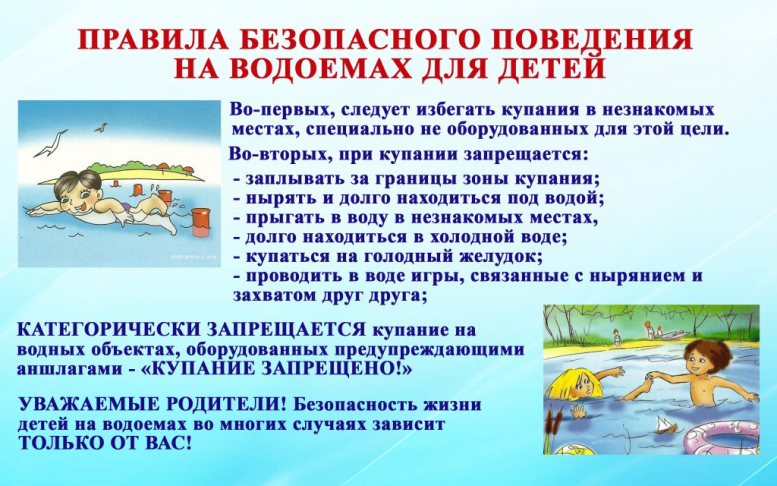 ПРАВИЛА БЕЗОПАСНОГО ПОВЕДЕНИЯ
НА ВОДОЕМАХ ДЛЯ ДЕТЕЙ
Во-первых, следует избегать купания в незнакомых
местах, специально не оборудованных для этой цели.
Во-вторых, при купании запрещается:
- заплывать за границы зоны купания;
- нырять и долго находиться под водой;
- прыгать в воду в незнакомых местах,
- долго находиться в холодной воде;
- купаться на голодный желудок;
- проводить в воде игры, связанные с нырянием и
захватом друг друга;
КАТЕГОРИЧЕСКИ ЗАПРЕЩАЕТСЯ купание на
водных объектах, оборудованных предупреждающими
аншлагами - «КУПАНИЕ ЗАПРЕЩЕНО!»
УВАЖАЕМЫЕ РОДИТЕЛИ! Безопасность жизни
детей на водоемах во многих случаях зависит
ТОЛЬКО ОТ ВАС!